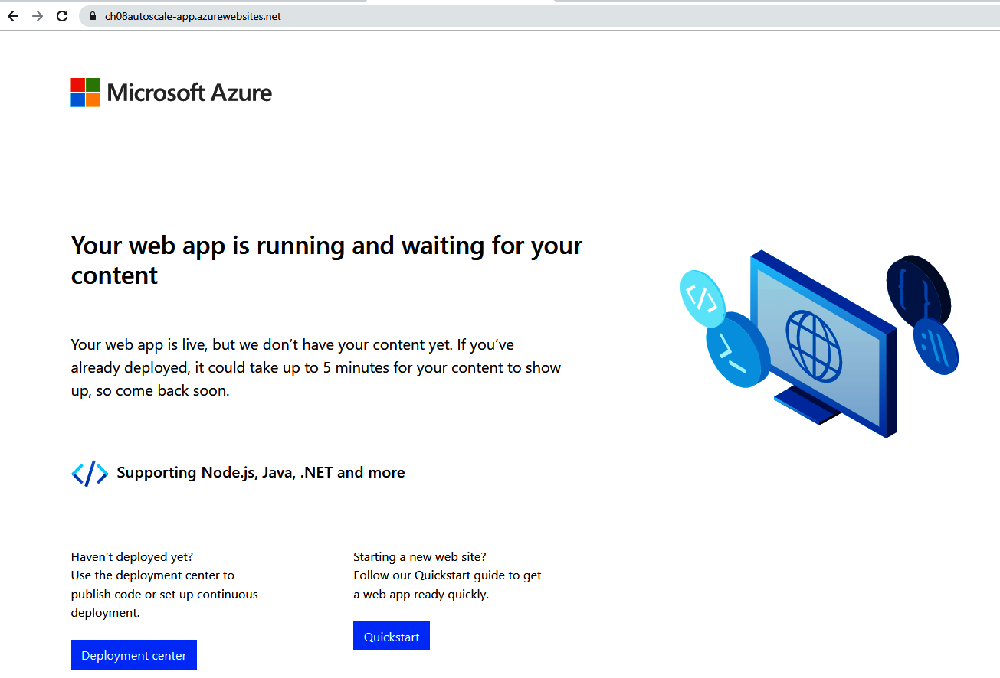 ch08autoscale-app.azurewebsites.net
Microsoft Azure
Your web app is running and waiting for your
content
Your web app is live, but we don’t have your content yet. If you’ve
already deployed, it could take up to 5 minutes for your content to show
up, so come back soon.
</> Supporting Node.js, Java, .NET and more
Haven’t deployed yet?
Use the deployment center to
publish code or set up continuous
deployment.
Deployment center
Starting a new web site?
Follow our Quickstart guide to get
a web app ready quickly.
Quickstart